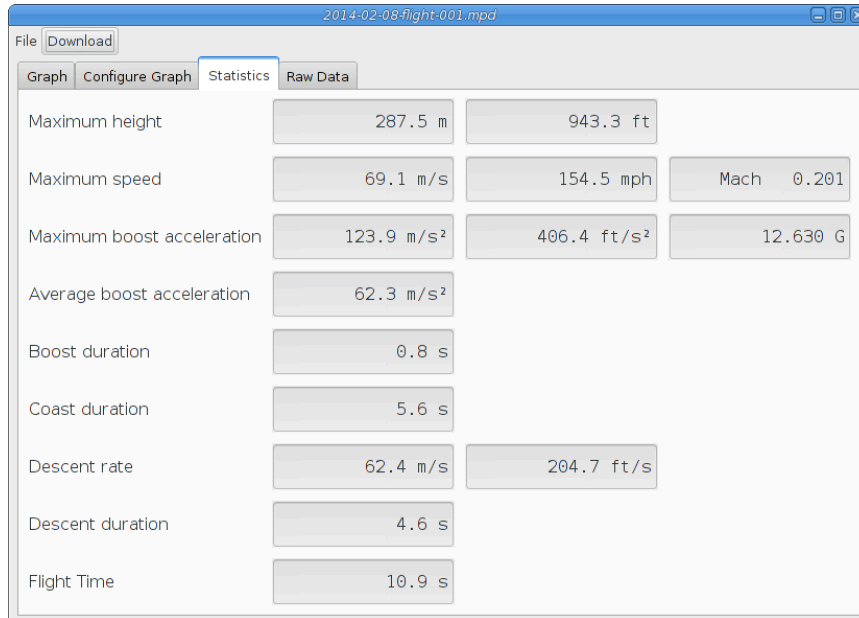 2014-02-08-flight-001.mpd
File Download
Graph Configure Graph Statistics Raw Data
Maximum height 287.5 m 943.3 ft
Maximum speed 69.1 m/s 154.5 mph Mach 0.201
Maximum boost acceleration 123.9 m/s² 406.4 ft/s² 12.630 G
Average boost acceleration 62.3 m/s²
Boost duration 0.8 s
Coast duration 5.6 s
Descent rate 62.4 m/s 204.7 ft/s
Descent duration 4.6 s
Flight Time 10.9 s